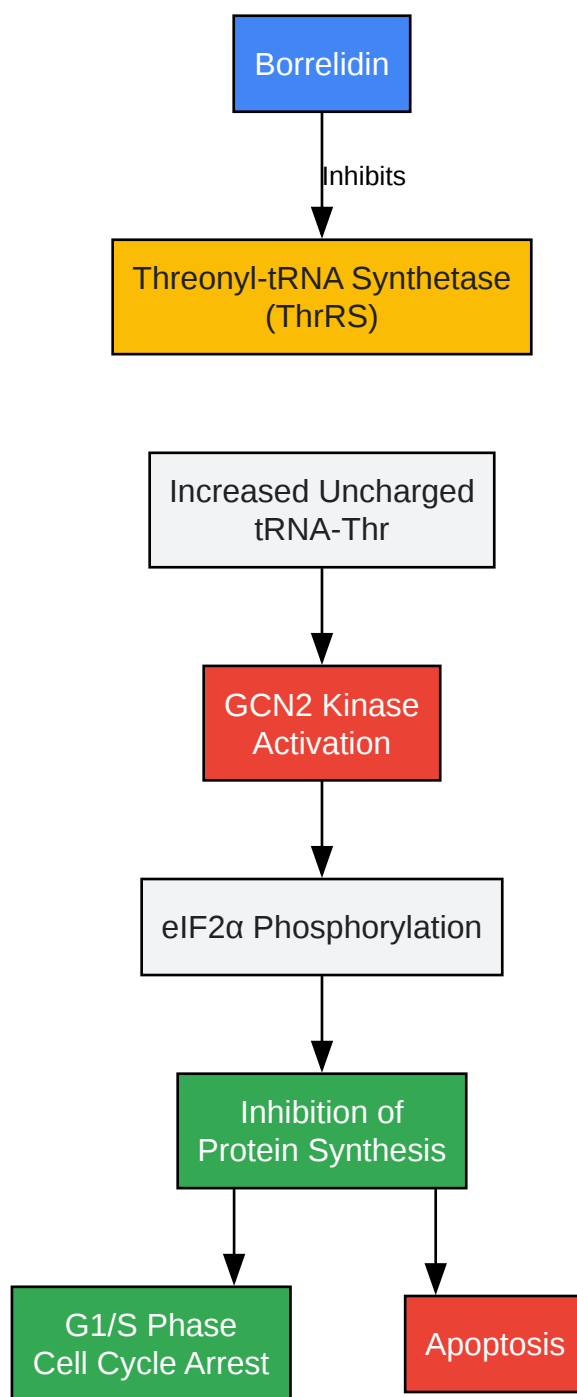 Borrelidin
Inhibits
Threonyl-tRNA Synthetase
(ThrRS)
Increased Uncharged
tRNA-Thr
GCN2 Kinase
Activation
eIF2α Phosphorylation
Inhibition of
Protein Synthesis
G1/S Phase
Cell Cycle Arrest
Apoptosis